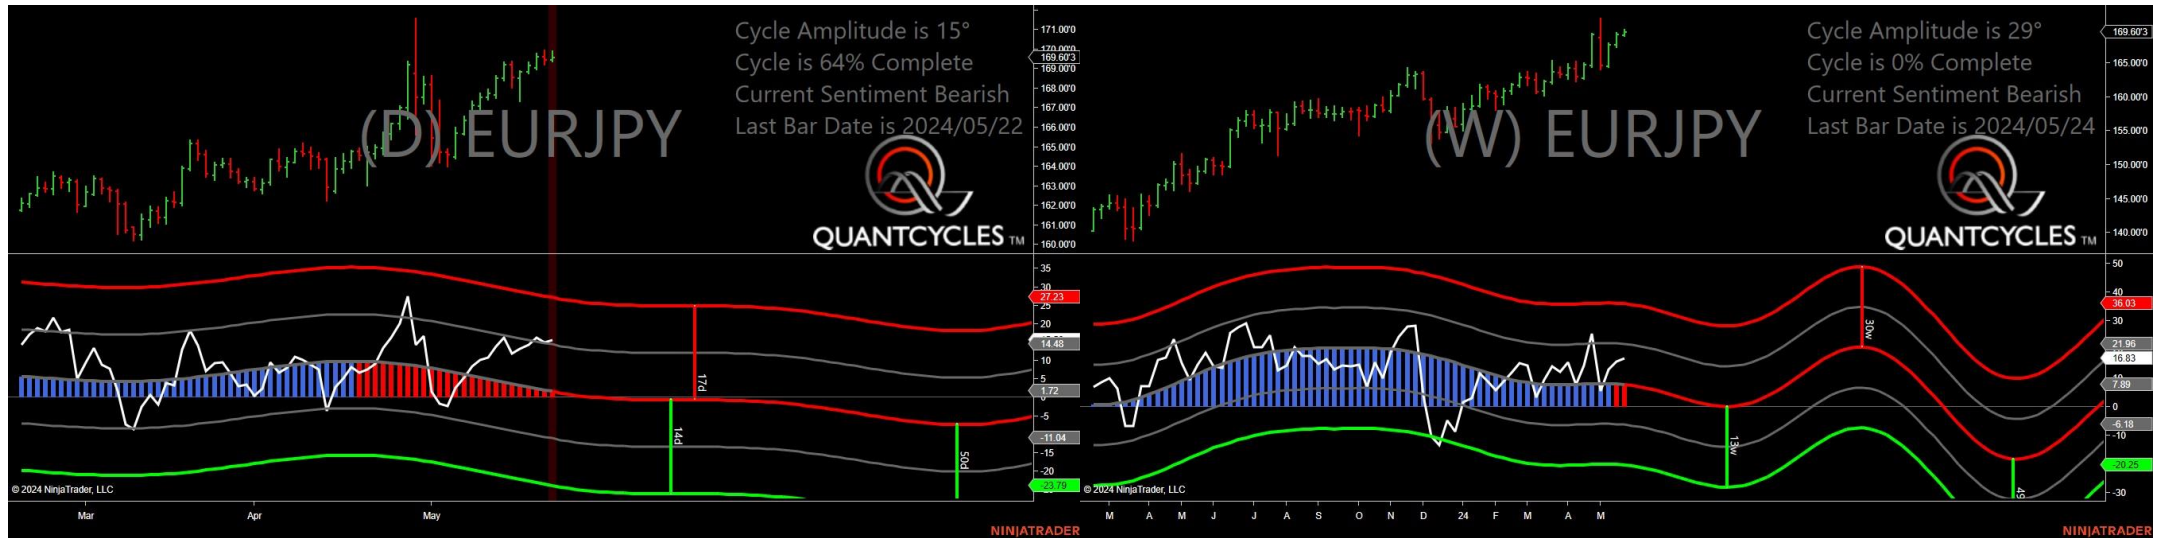 Cycle Amplitude is 15°
Cycle is 64% Complete
Current Sentiment Bearish
Last Bar Date is 2024/05/22
(D) EURJPY
QUANTCYCLES TM
171.00'0
170.00'0
169.60'3
169.00'0
168.00'0
167.00'0
166.00'0
165.00'0
164.00'0
163.00'0
162.00'0
161.00'0
160.00'0
35
30
27.23
25
20
14.48
10
5
1.72
0
-5
-11.04
-15
-20
-23.79
17d
14d
50d
© 2024 NinjaTrader, LLC
Mar
Apr
May
NINJATRADER
Cycle Amplitude is 29°
Cycle is 0% Complete
Current Sentiment Bearish
Last Bar Date is 2024/05/24
(W) EURJPY
QUANTCYCLES TM
169.60'3
165.00'0
160.00'0
155.00'0
150.00'0
145.00'0
140.00'0
50
40
36.03
30
21.96
16.83
7.89
0
-6.18
-10
-20.25
-30
30w
13w
49
© 2024 NinjaTrader, LLC
M A M J J A S O N D 24 F M A M
NINJATRADER